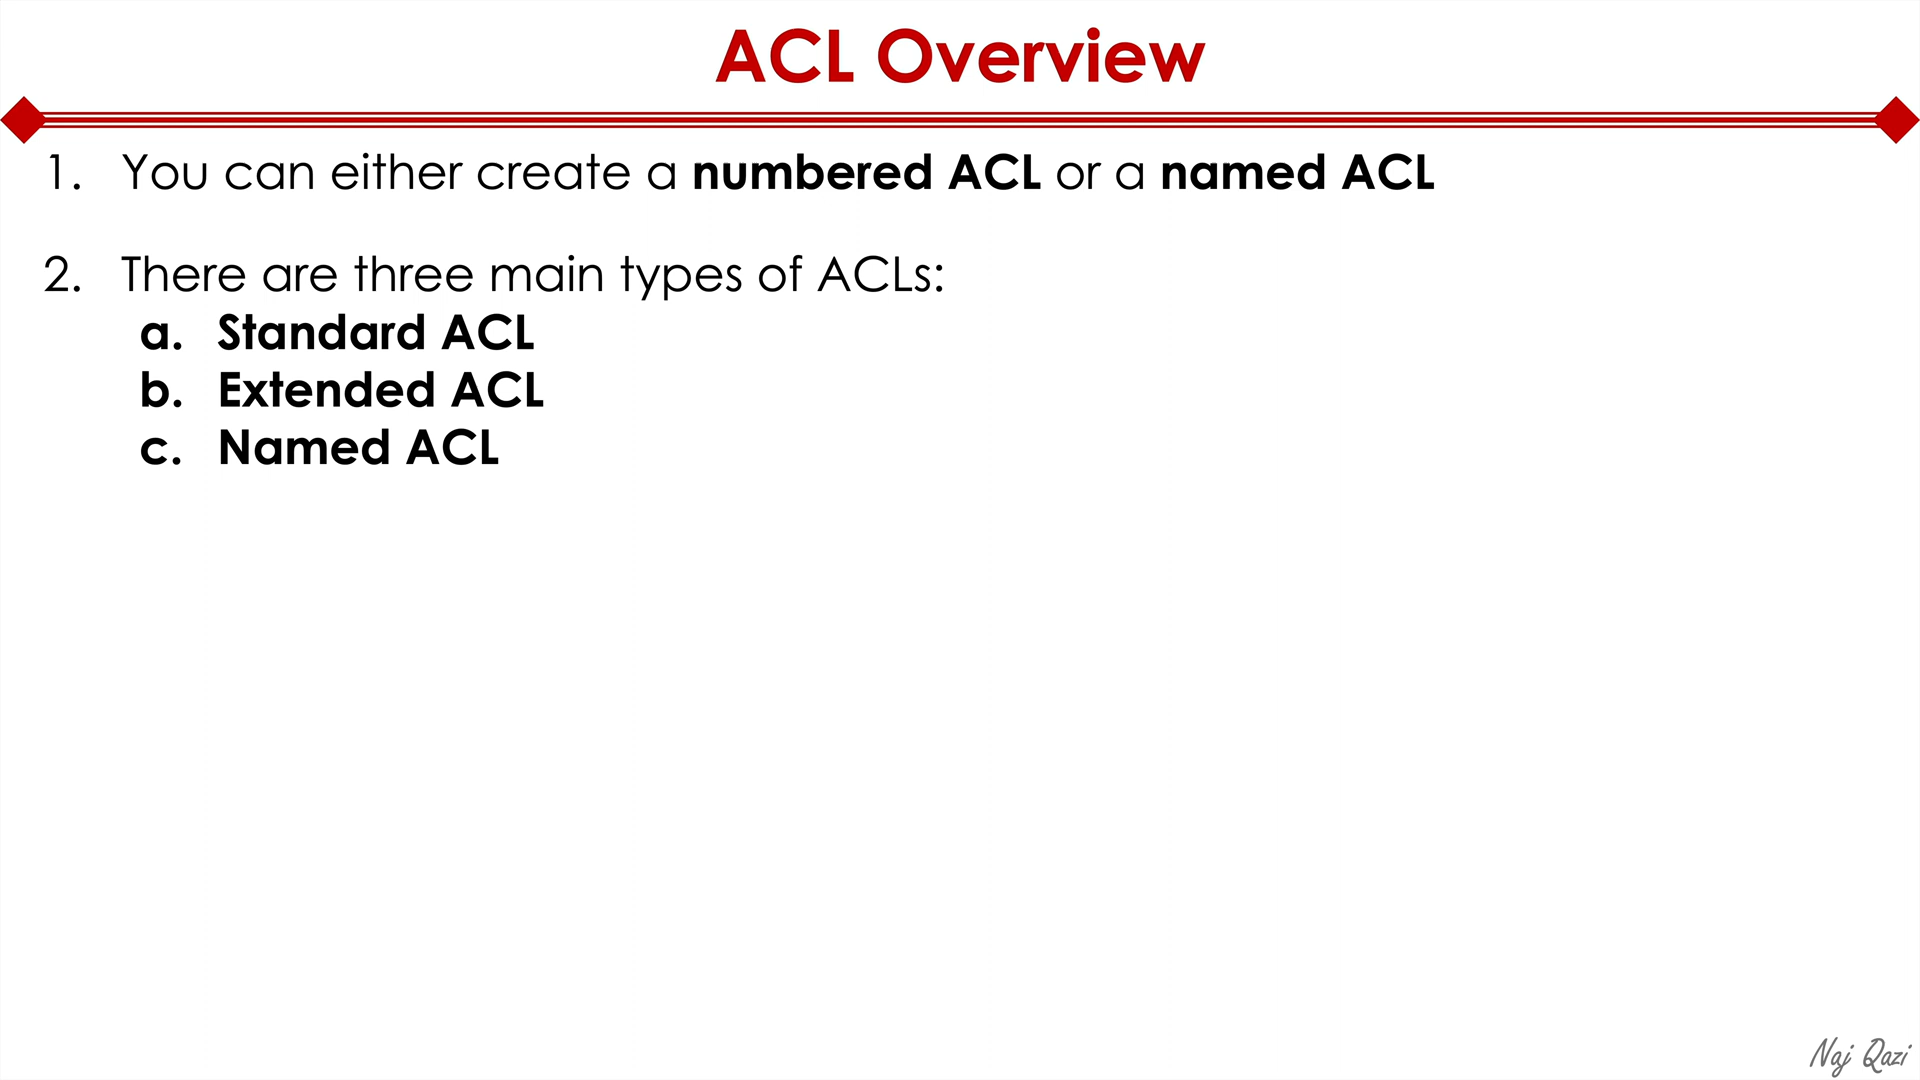 ACL Overview
1. You can either create a numbered ACL or a named ACL
2. There are three main types of ACLs:
a. Standard ACL
b. Extended ACL
c. Named ACL
Naj Qazi